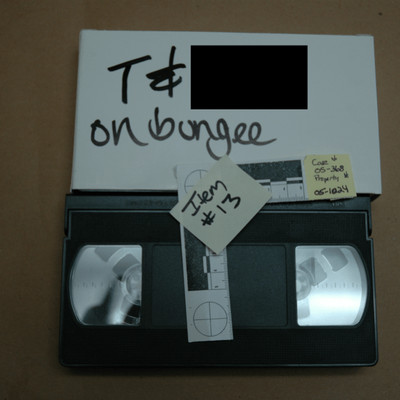 T &
on bungee
Case #
05-368
Property #
05-1024
Item
#13